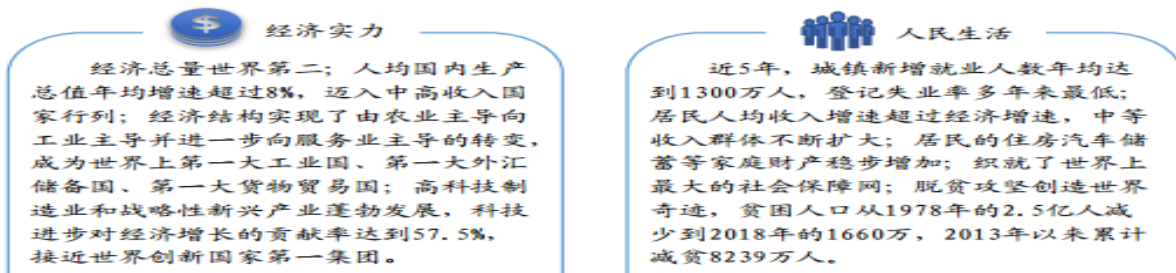 经济实力
经济总量世界第二；人均国内生产
总值年均增速超过8%，迈入中高收入国
家行列；经济结构实现了由农业主导向
工业主导并进一步向服务业主导的转变，
成为世界上第一大工业国、第一大外汇
储备国、第一大货物贸易国；高科技制
造业和战略性新兴产业蓬勃发展，科技
进步对经济增长的贡献率达到57.5%，
接近世界创新国家第一集团。
人民生活
近5年，城镇新增就业人数年均达
到1300万人，登记失业率多年来最低；
居民人均收入增速超过经济增速，中等
收入群体不断扩大；居民的住房汽车储
蓄等家庭财产稳步增加；织就了世界上
最大的社会保障网；脱贫攻坚创造世界
奇迹，贫困人口从1978年的2.5亿人减
少到2018年的1660万，2013年以来累计
减贫8239万人。